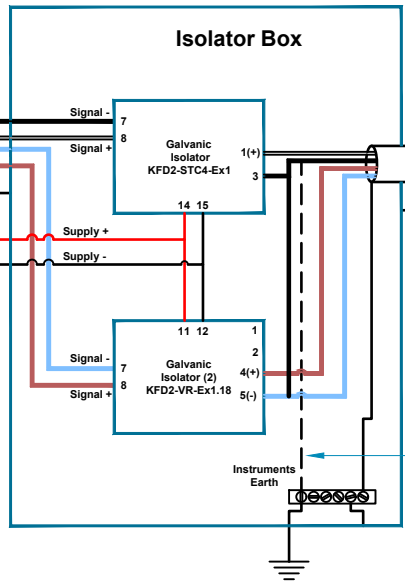 Isolator Box
Signal -
7
8
Signal +
Galvanic
Isolator
KFD2-STC4-Ex1
1(+)
3
14 15
Supply +
Supply -
11 12
1
2
Signal -
7
8
Signal +
Galvanic
Isolator (2)
KFD2-VR-Ex1.18
4(+)
5(-)
Instruments
Earth